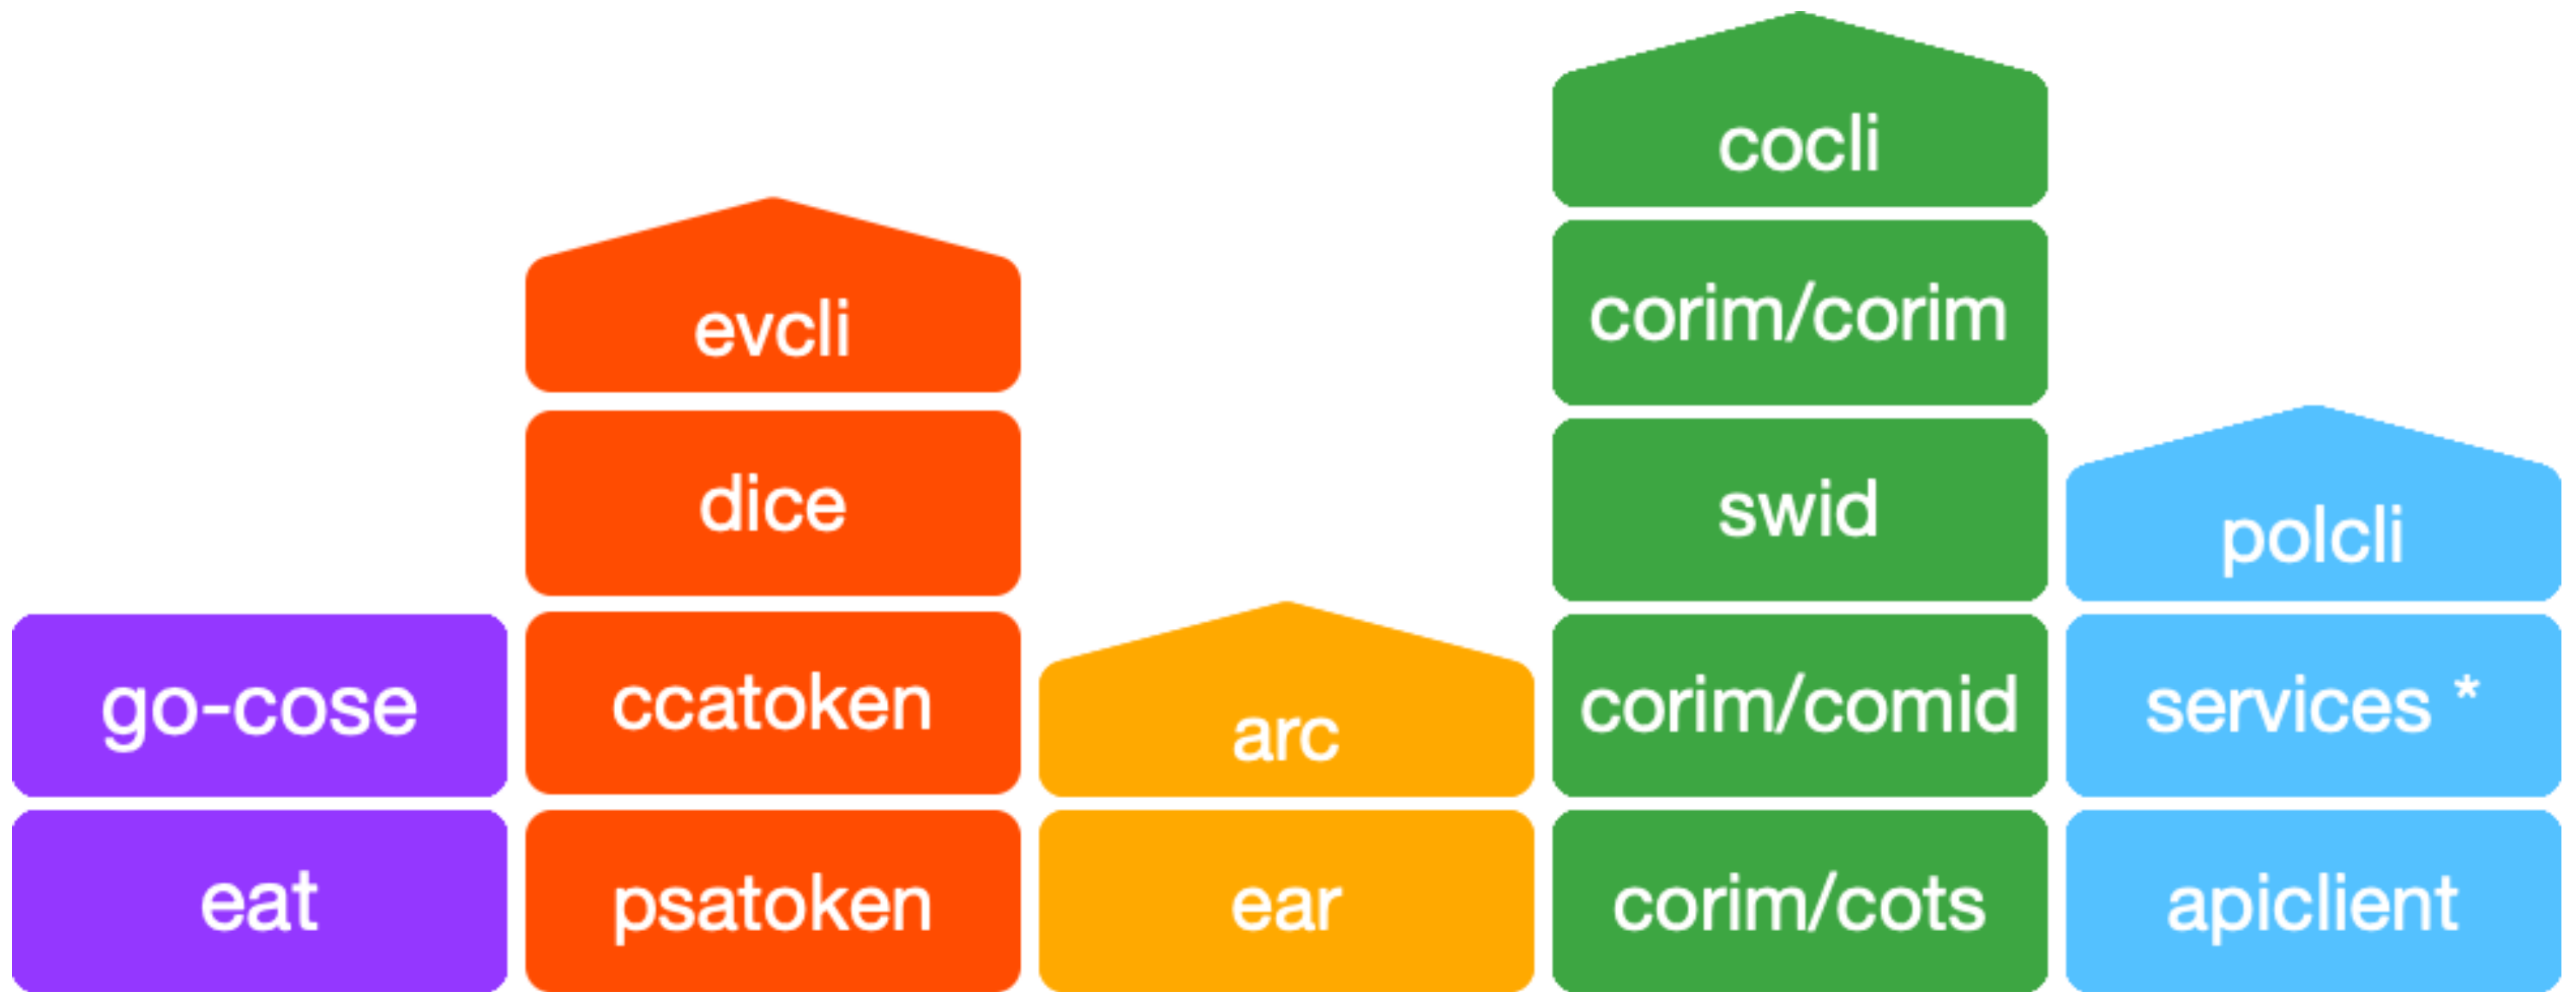 cocli
corim/corim
evcli
dice
swid
polcli
go-cose
ccatoken
arc
corim/comid
services *
eat
psatoken
ear
corim/cots
apiclient